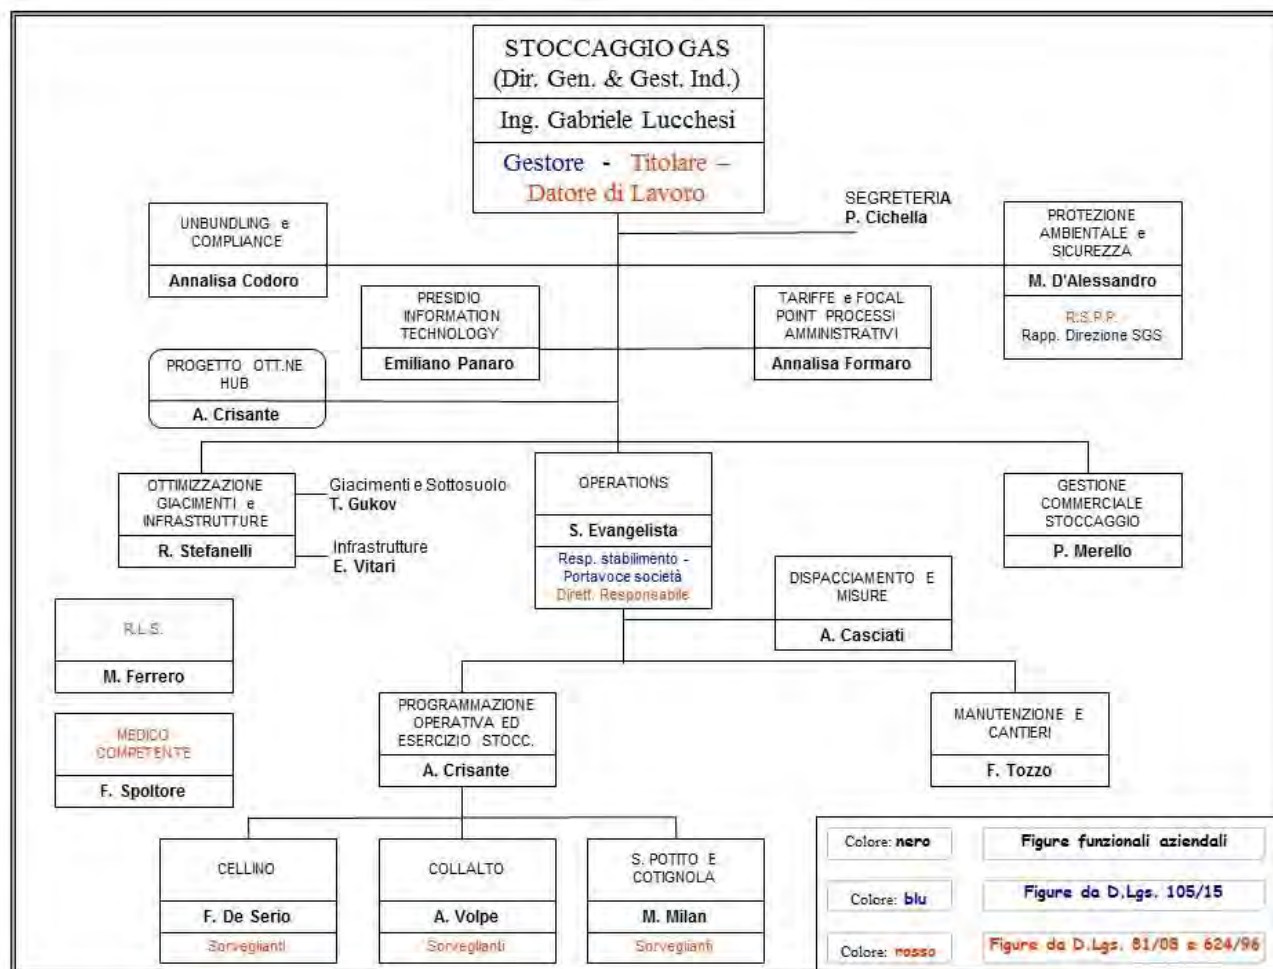 STOCCAGGIO GAS
(Dir. Gen. & Gest. Ind.)
Ing. Gabriele Lucchesi
Gestore - Titolare –
Datore di Lavoro
SEGRETERIA
P. Cichella
UNBUNDLING e
COMPLIANCE
Annalisa Codoro
PROTEZIONE
AMBIENTALE e
SICUREZZA
M. D'Alessandro
R.S.P.P.
Rapp. Direzione SGS
PRESIDIO
INFORMATION
TECHNOLOGY
Emiliano Panaro
TARIFFE e FOCAL
POINT PROCESSI
AMMINISTRATIVI
Annalisa Formaro
PROGETTO OTT.NE
HUB
A. Crisante
OTTIMIZZAZIONE
GIACIMENTI e
INFRASTRUTTURE
R. Stefanelli
Giacimenti e Sottosuolo
T. Gukov
Infrastrutture
E. Vitari
OPERATIONS
S. Evangelista
Resp. stabilimento -
Portavoce società
Dirett. Responsabile
GESTIONE
COMMERCIALE
STOCCAGGIO
P. Merello
DISPACCIAMENTO E
MISURE
A. Casciati
R.L.S.
M. Ferrero
MEDICO
COMPETENTE
F. Spoltore
PROGRAMMAZIONE
OPERATIVA ED
ESERCIZIO STOCC.
A. Crisante
MANUTENZIONE E
CANTIERI
F. Tozzo
CELLINO
F. De Serio
Sorveglianti
COLLALTO
A. Volpe
Sorveglianti
S. POTITO E
COTIGNOLA
M. Milan
Sorveglianti
Colore: nero
Figure funzionali aziendali
Colore: blu
Figure da D.Lgs. 105/15
Colore: rosso
Figure da D.Lgs. 81/08 e 624/96